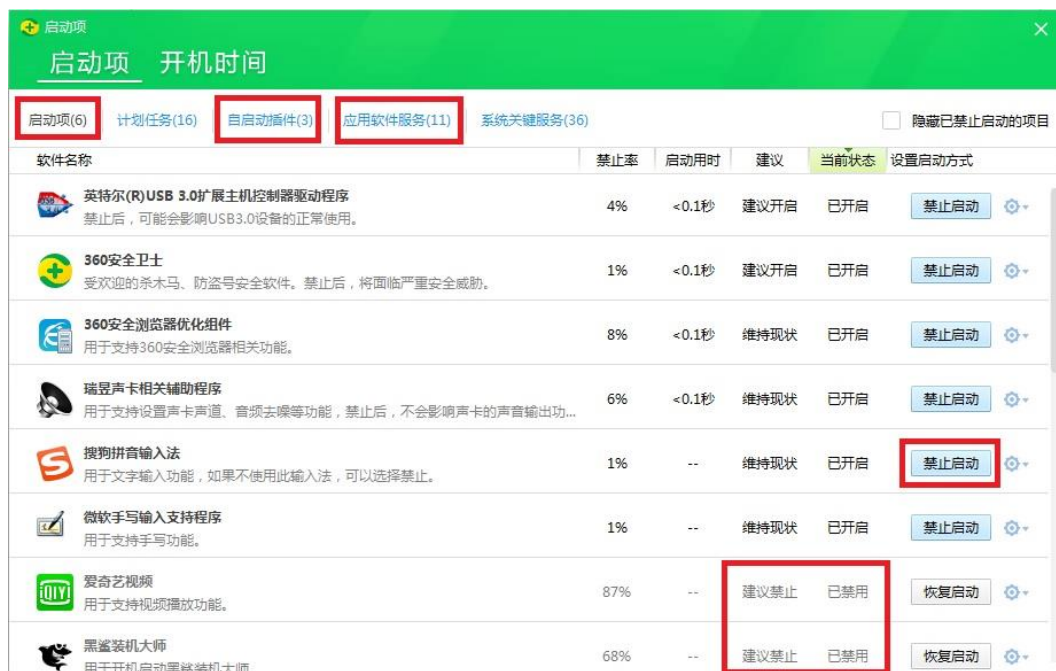 启动项
启动项 开机时间
启动项(6) 计划任务(16) 自启动插件(3) 应用软件服务(11) 系统关键服务(36) 隐藏已禁止启动的项目
软件名称 禁止率 启动用时 建议 当前状态 设置启动方式
英特尔(R)USB 3.0扩展主机控制器驱动程序
禁止后，可能会影响USB3.0设备的正常使用。
4% <0.1秒 建议开启 已开启 禁止启动
360安全卫士
受欢迎的杀木马、防盗号安全软件。禁止后，将面临严重安全威胁。
1% <0.1秒 建议开启 已开启 禁止启动
360安全浏览器优化组件
用于支持360安全浏览器相关功能。
8% <0.1秒 维持现状 已开启 禁止启动
瑞昱声卡相关辅助程序
用于支持设置声卡声道、音频去噪等功能，禁止后，不会影响声卡的声音输出功...
6% <0.1秒 维持现状 已开启 禁止启动
搜狗拼音输入法
用于文字输入功能，如果不使用此输入法，可以选择禁止。
1% -- 维持现状 已开启 禁止启动
微软手写输入支持程序
用于支持手写功能。
1% -- 维持现状 已开启 禁止启动
爱奇艺视频
用于支持视频播放功能。
87% -- 建议禁止 已禁用 恢复启动
黑鲨装机大师
用于开机启动黑鲨装机大师
68% -- 建议禁止 已禁用 恢复启动